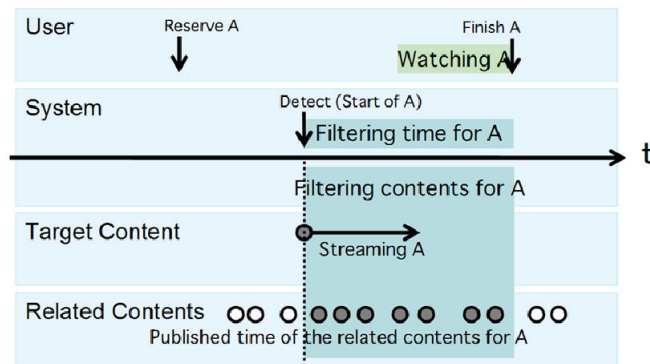 User
Reserve A
Finish A
Watching A
System
Detect (Start of A)
Filtering time for A
t
Filtering contents for A
Target Content
Streaming A
Related Contents
Published time of the related contents for A